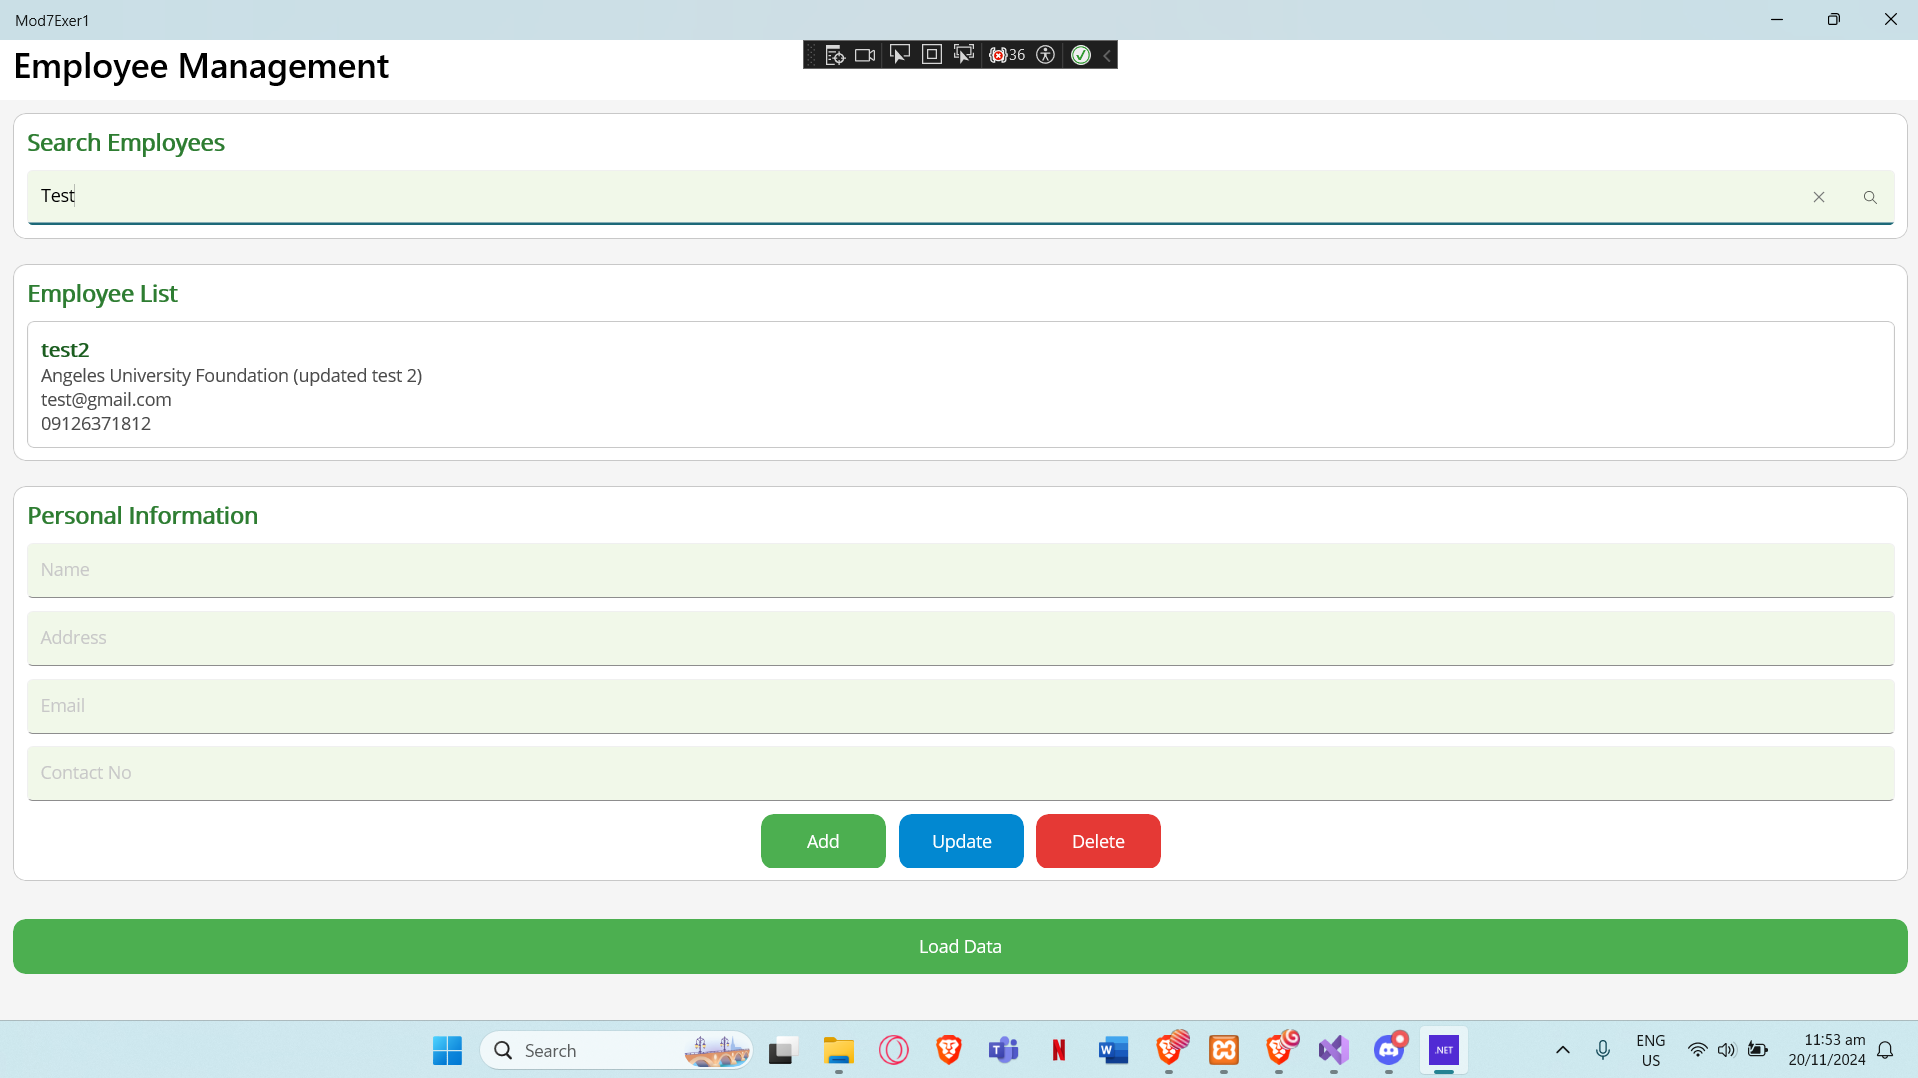 Mod7Exer1
Employee Management
36
Search Employees
Test
Employee List
test2
Angeles University Foundation (updated test 2)
test@gmail.com
09126371812
Personal Information
Name
Address
Email
Contact No
Add
Update
Delete
Load Data
Search
N
W
.NET
ENG
US
11:53 am
20/11/2024